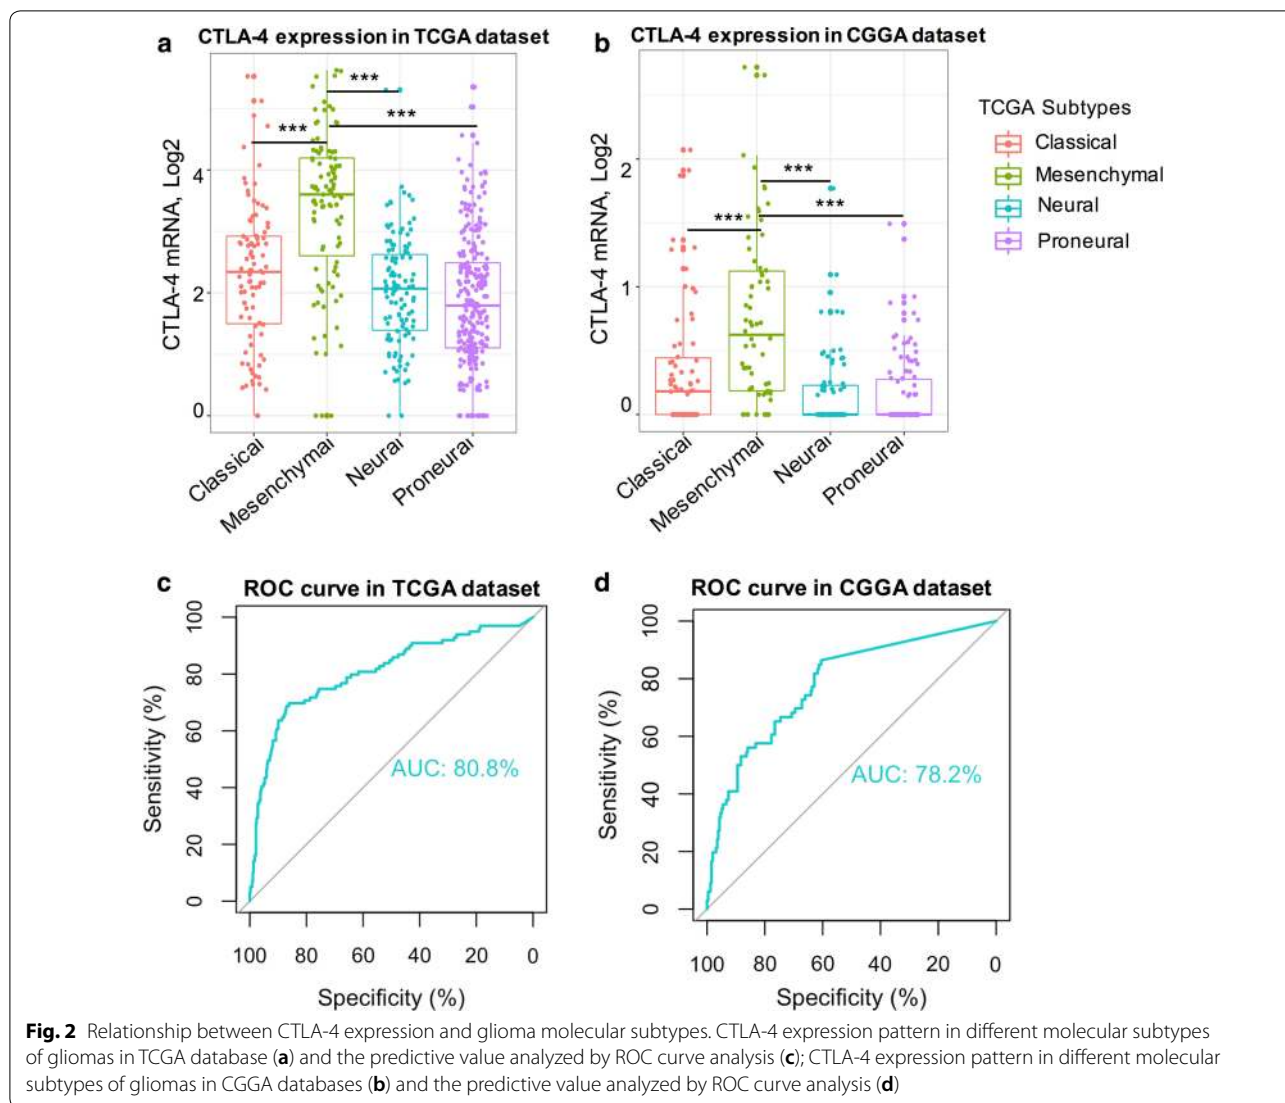 a
CTLA-4 expression in TCGA dataset
CTLA-4 mRNA, Log2
4
2
0
***
***
***
Classical
Mesenchymal
Neural
Proneural
b
CTLA-4 expression in CGGA dataset
CTLA-4 mRNA, Log2
2
1
0
***
***
***
Classical
Mesenchymal
Neural
Proneural
TCGA Subtypes
Classical
Mesenchymal
Neural
Proneural
c
ROC curve in TCGA dataset
Sensitivity (%)
100
80
60
40
20
0
AUC: 80.8%
100 80 60 40 20 0
Specificity (%)
d
ROC curve in CGGA dataset
Sensitivity (%)
100
80
60
40
20
0
AUC: 78.2%
100 80 60 40 20 0
Specificity (%)
Fig. 2 Relationship between CTLA-4 expression and glioma molecular subtypes. CTLA-4 expression pattern in different molecular subtypes
of gliomas in TCGA database (a) and the predictive value analyzed by ROC curve analysis (c); CTLA-4 expression pattern in different molecular
subtypes of gliomas in CGGA databases (b) and the predictive value analyzed by ROC curve analysis (d)